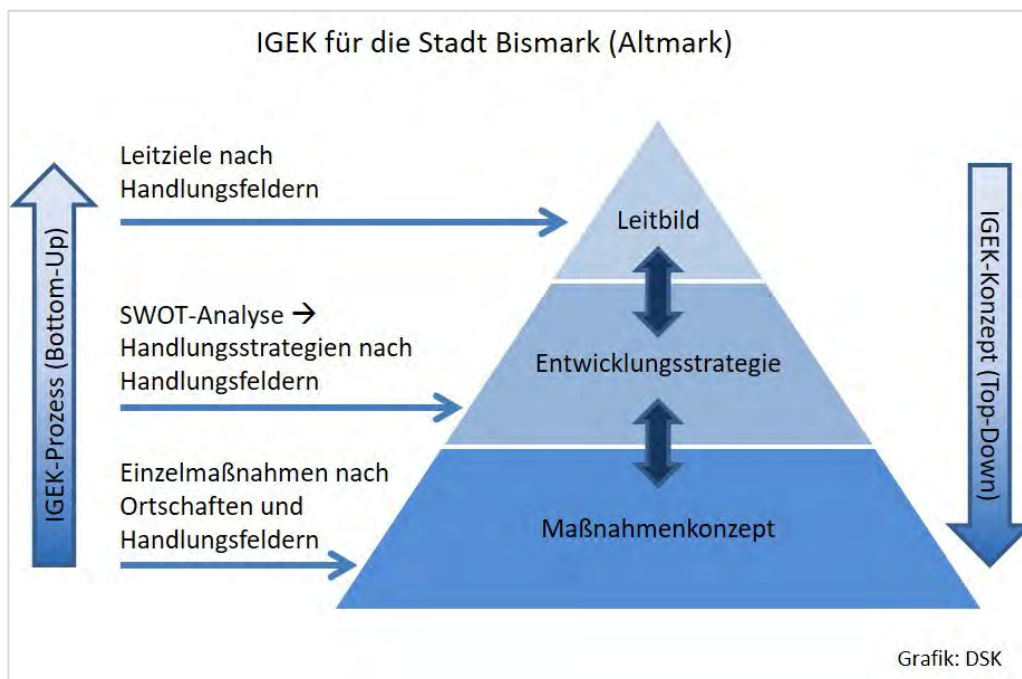 IGEK für die Stadt Bismark (Altmark)
IGEK-Prozess (Bottom-Up)
Leitziele nach
Handlungsfeldern
SWOT-Analyse →
Handlungsstrategien nach
Handlungsfeldern
Einzelmaßnahmen nach
Ortschaften und
Handlungsfeldern
Leitbild
Entwicklungsstrategie
Maßnahmenkonzept
IGEK-Konzept (Top-Down)
Grafik: DSK